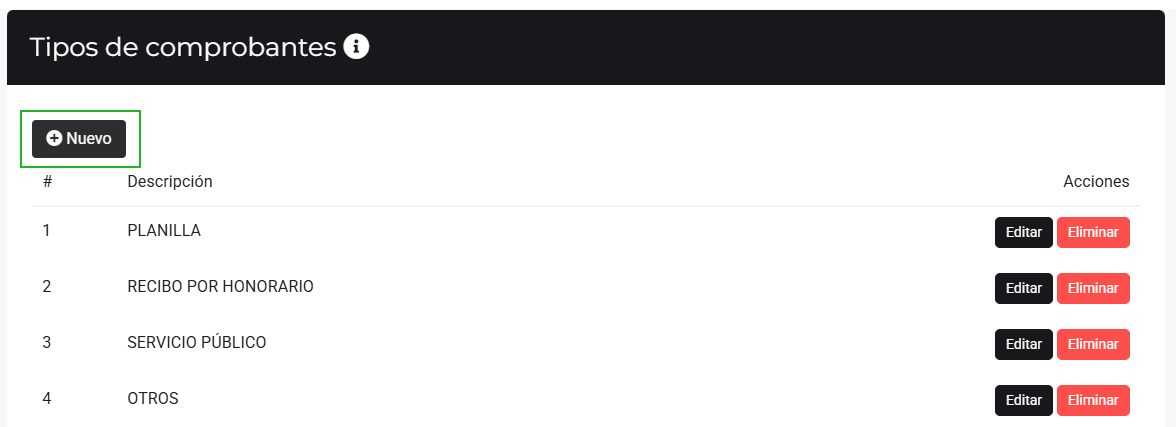 Tipos de comprobantes
Nuevo
# Descripción Acciones
1 PLANILLA Editar Eliminar
2 RECIBO POR HONORARIO Editar Eliminar
3 SERVICIO PÚBLICO Editar Eliminar
4 OTROS Editar Eliminar